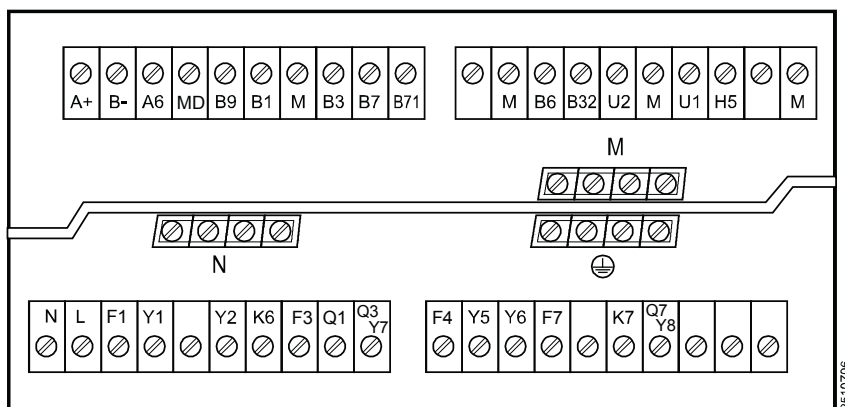 A+ B- A6 MD B9 B1 M B3 B7 B71
M B6 B32 U2 M U1 H5 M
M
N
N L F1 Y1 Y2 K6 F3 Q1 Q3 Y7
F4 Y5 Y6 F7 K7 Q7 Y8